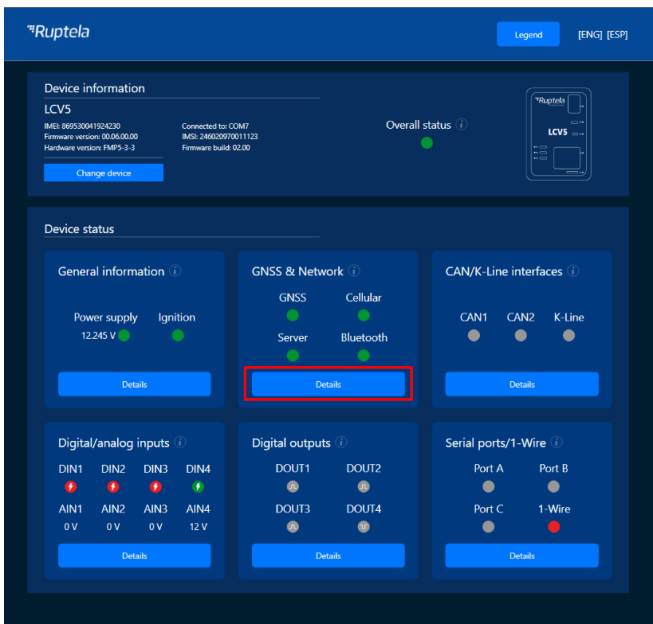 Ruptela
Legend [ENG] [ESP]
Device information
LCV5
IMEI: 869530041924230 Connected to: COM7
Firmware version: 00.06.00.00 IMSI: 246020970011123
Hardware version: FMP5-3-3 Firmware build: 02.00
Change device
Overall status
Ruptela
LCV5
Device status
General information
Power supply Ignition
12.245 V
Details
GNSS & Network
GNSS Cellular
Server Bluetooth
Details
CAN/K-Line interfaces
CAN1 CAN2 K-Line
Details
Digital/analog inputs
DIN1 DIN2 DIN3 DIN4
AIN1 AIN2 AIN3 AIN4
0 V 0 V 0 V 12 V
Details
Digital outputs
DOUT1 DOUT2
DOUT3 DOUT4
Details
Serial ports/1-Wire
Port A Port B
Port C 1-Wire
Details